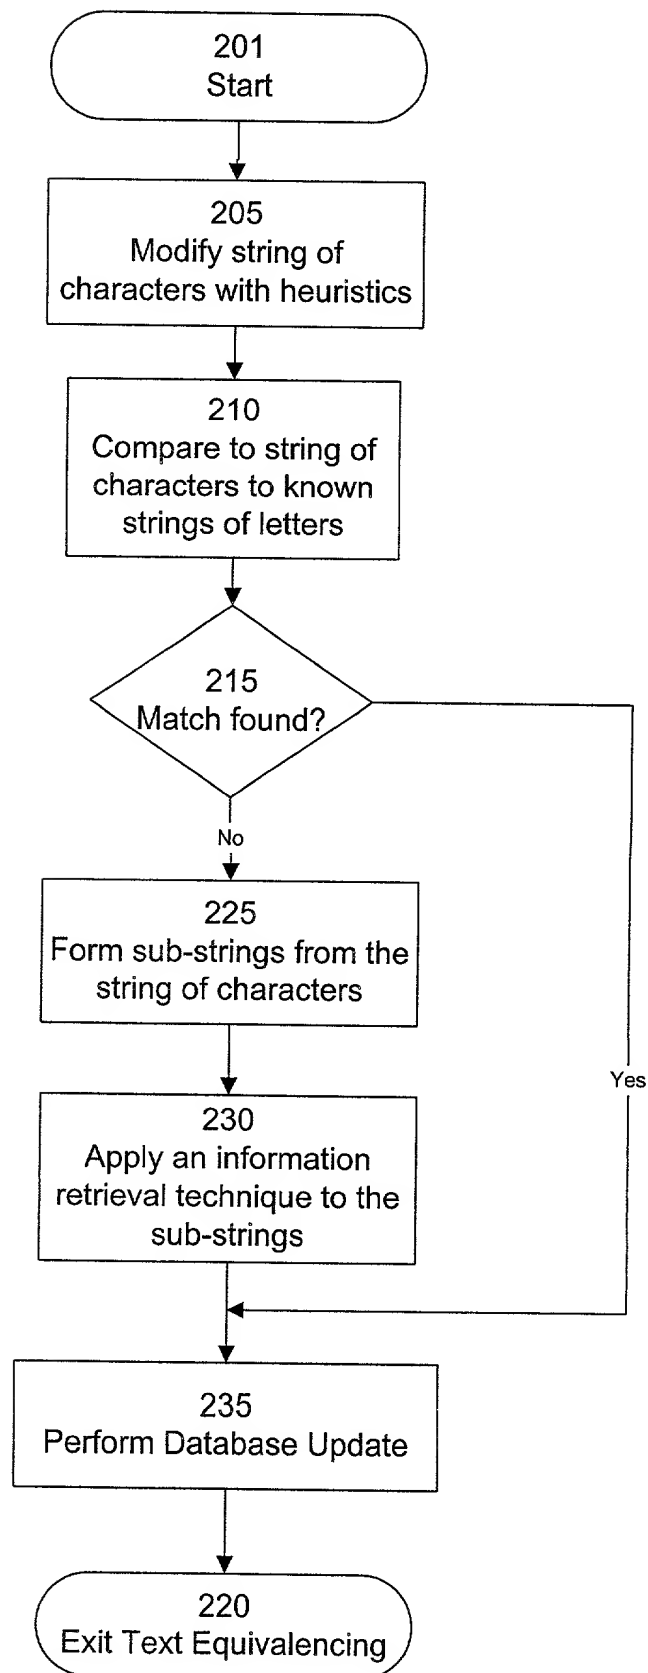 201
Start
205
Modify string of
characters with heuristics
210
Compare to string of
characters to known
strings of letters
215
Match found?
No
225
Form sub-strings from the
string of characters
Yes
230
Apply an information
retrieval technique to the
sub-strings
235
Perform Database Update
220
Exit Text Equivalencing